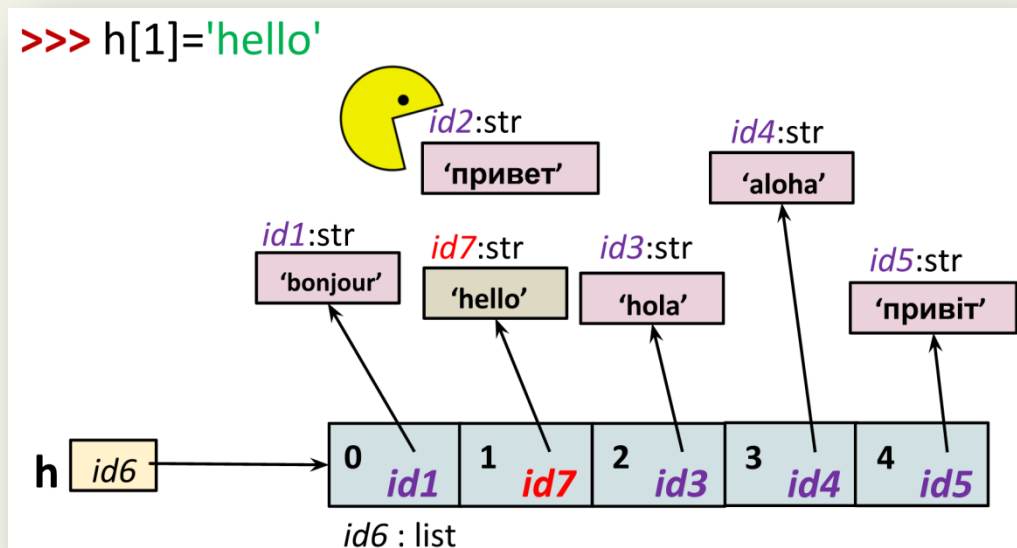 >>> h[1]='hello'
id2:str
‘привет’
id4:str
‘aloha’
id1:str
‘bonjour’
id7:str
‘hello’
id3:str
‘hola’
id5:str
‘привіт’
h
id6
0 id1
1 id7
2 id3
3 id4
4 id5
id6 : list